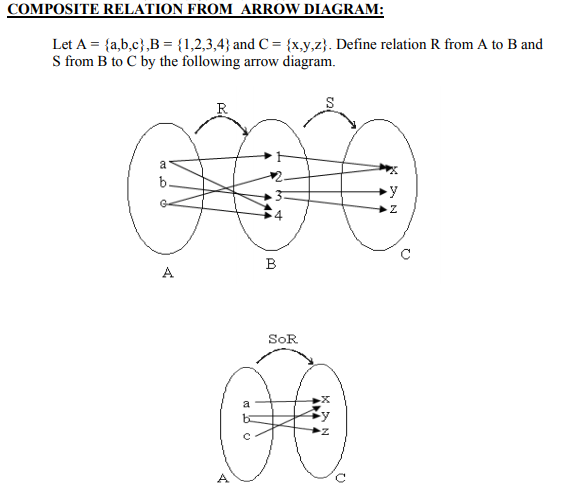 COMPOSITE RELATION FROM ARROW DIAGRAM:
Let A = {a,b,c},B = {1,2,3,4} and C = {x,y,z}. Define relation R from A to B and
S from B to C by the following arrow diagram.
R
S
a
b
c
1
2
3
4
x
y
z
A
B
C
SoR
a
b
c
x
y
z
A
C